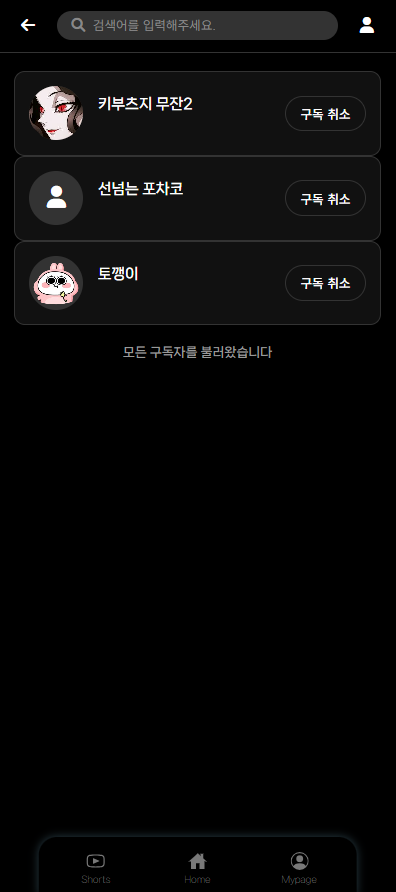 검색어를 입력해주세요.
키부츠지 무잔2
구독 취소
선넘는 포차코
구독 취소
토깽이
구독 취소
모든 구독자를 불러왔습니다
Shorts
Home
Mypage